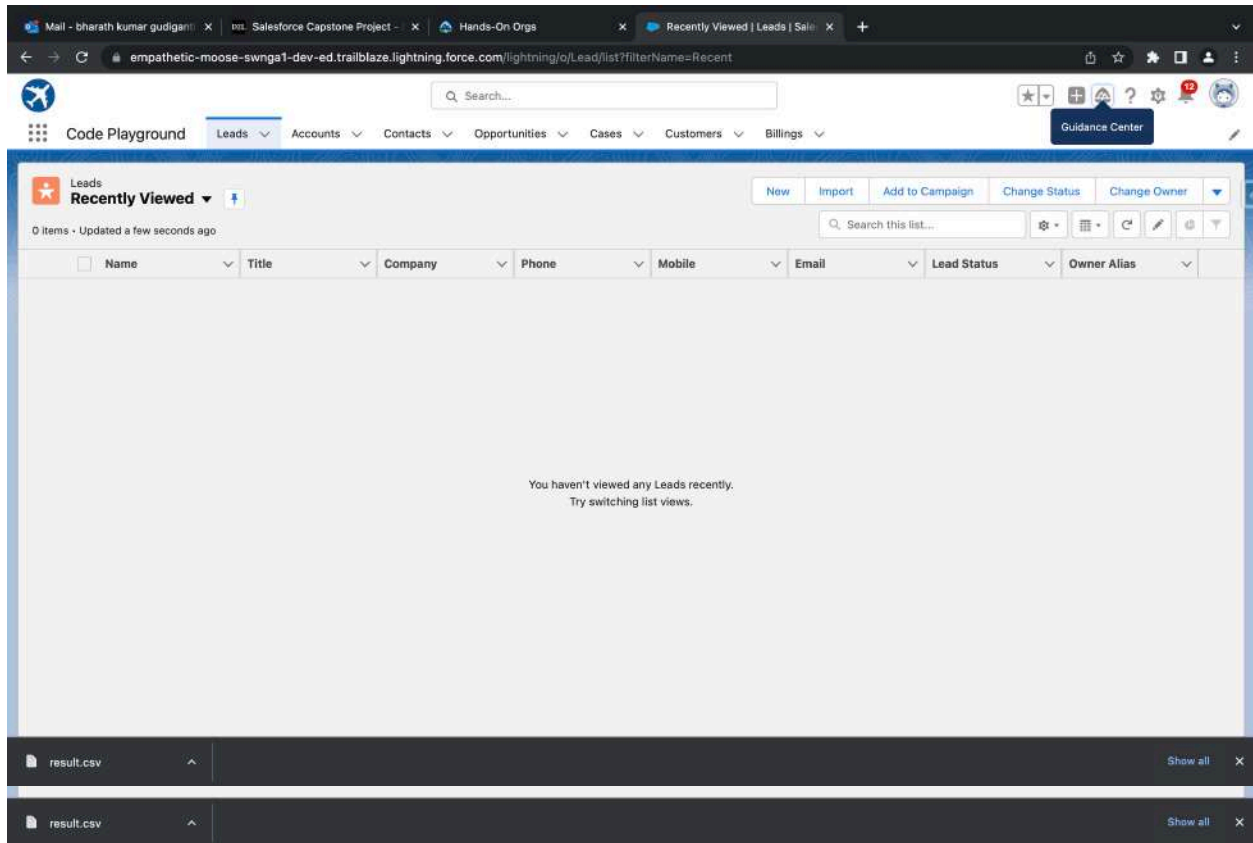 Mail - bharath kumar gudiganti
Salesforce Capstone Project -
Hands-On Orgs
Recently Viewed | Leads | Sale
empathetic-moose-swnga1-dev-ed.trailblaze.lightning.force.com/lightning/o/Lead/list?filterName=Recent
Search...
12
Code Playground Leads Accounts Contacts Opportunities Cases Customers Billings
Guidance Center
Leads
Recently Viewed
New Import Add to Campaign Change Status Change Owner
0 items • Updated a few seconds ago
Search this list...
Name Title Company Phone Mobile Email Lead Status Owner Alias
You haven't viewed any Leads recently.
Try switching list views.
result.csv Show all
result.csv Show all